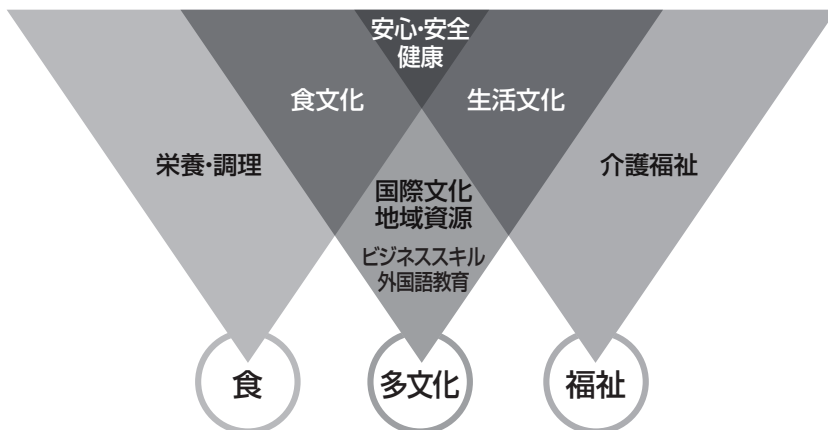 安心・安全
健康
食文化
生活文化
栄養・調理
介護福祉
国際文化
地域資源
ビジネススキル
外国語教育
食
多文化
福祉